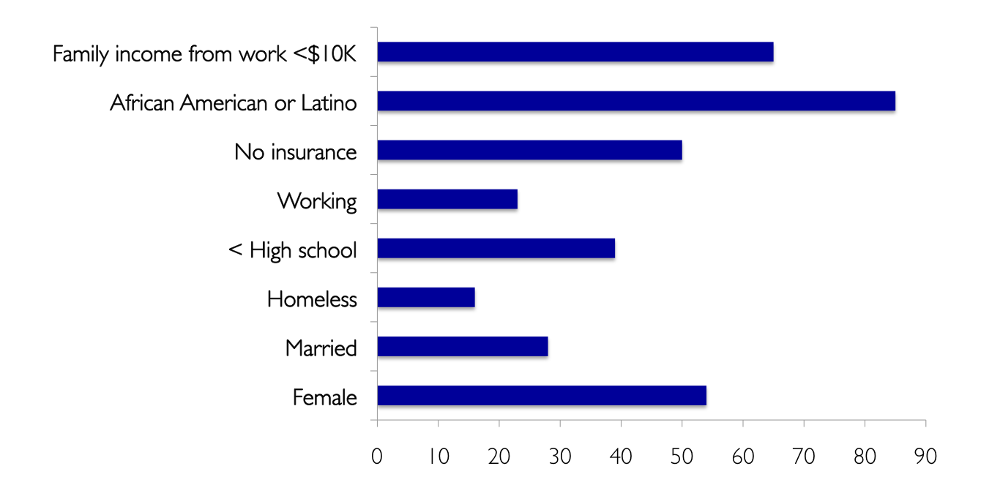 Family income from work <$10K
African American or Latino
No insurance
Working
< High school
Homeless
Married
Female
0 10 20 30 40 50 60 70 80 90